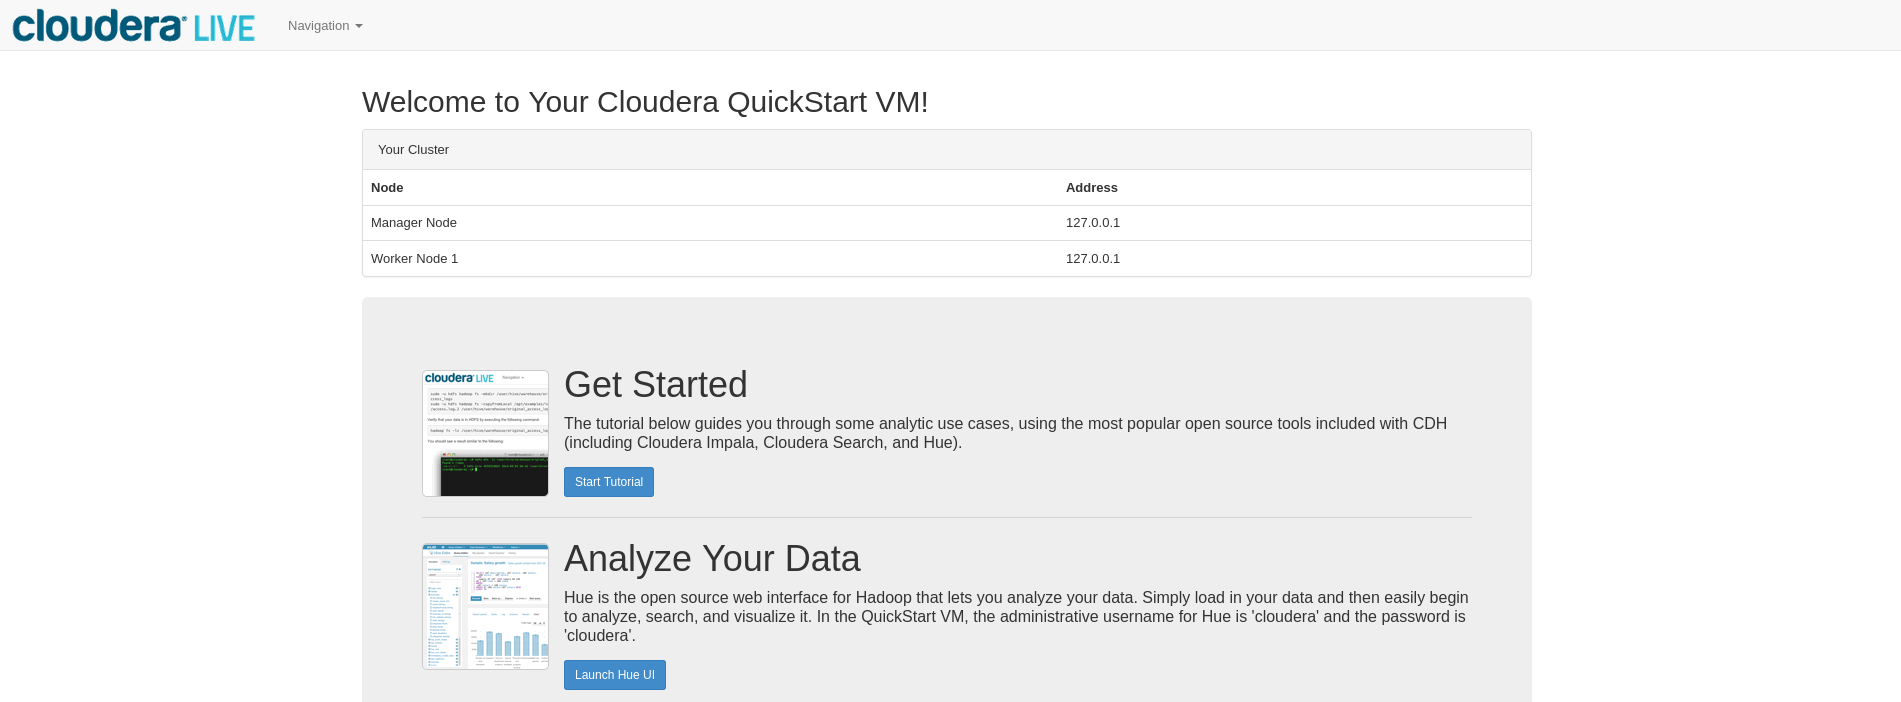 cloudera LIVE Navigation
Welcome to Your Cloudera QuickStart VM!
Your Cluster
Node Address
Manager Node 127.0.0.1
Worker Node 1 127.0.0.1
cloudera LIVE Navigation
Get Started
The tutorial below guides you through some analytic use cases, using the most popular open source tools included with CDH
(including Cloudera Impala, Cloudera Search, and Hue).
Start Tutorial
Analyze Your Data
Hue is the open source web interface for Hadoop that lets you analyze your data. Simply load in your data and then easily begin
to analyze, search, and visualize it. In the QuickStart VM, the administrative username for Hue is 'cloudera' and the password is
'cloudera'.
Launch Hue UI